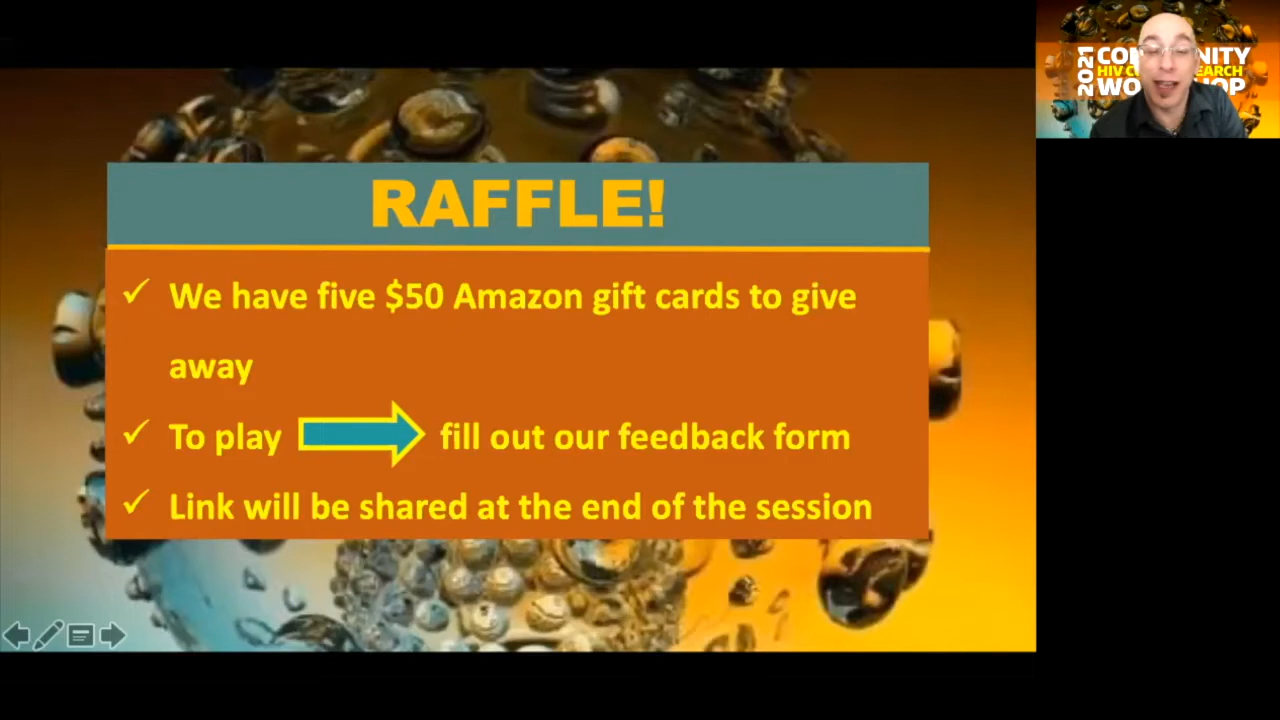 RAFFLE!
✓ We have five $50 Amazon gift cards to give
away
✓ To play fill out our feedback form
✓ Link will be shared at the end of the session
2021
HIV